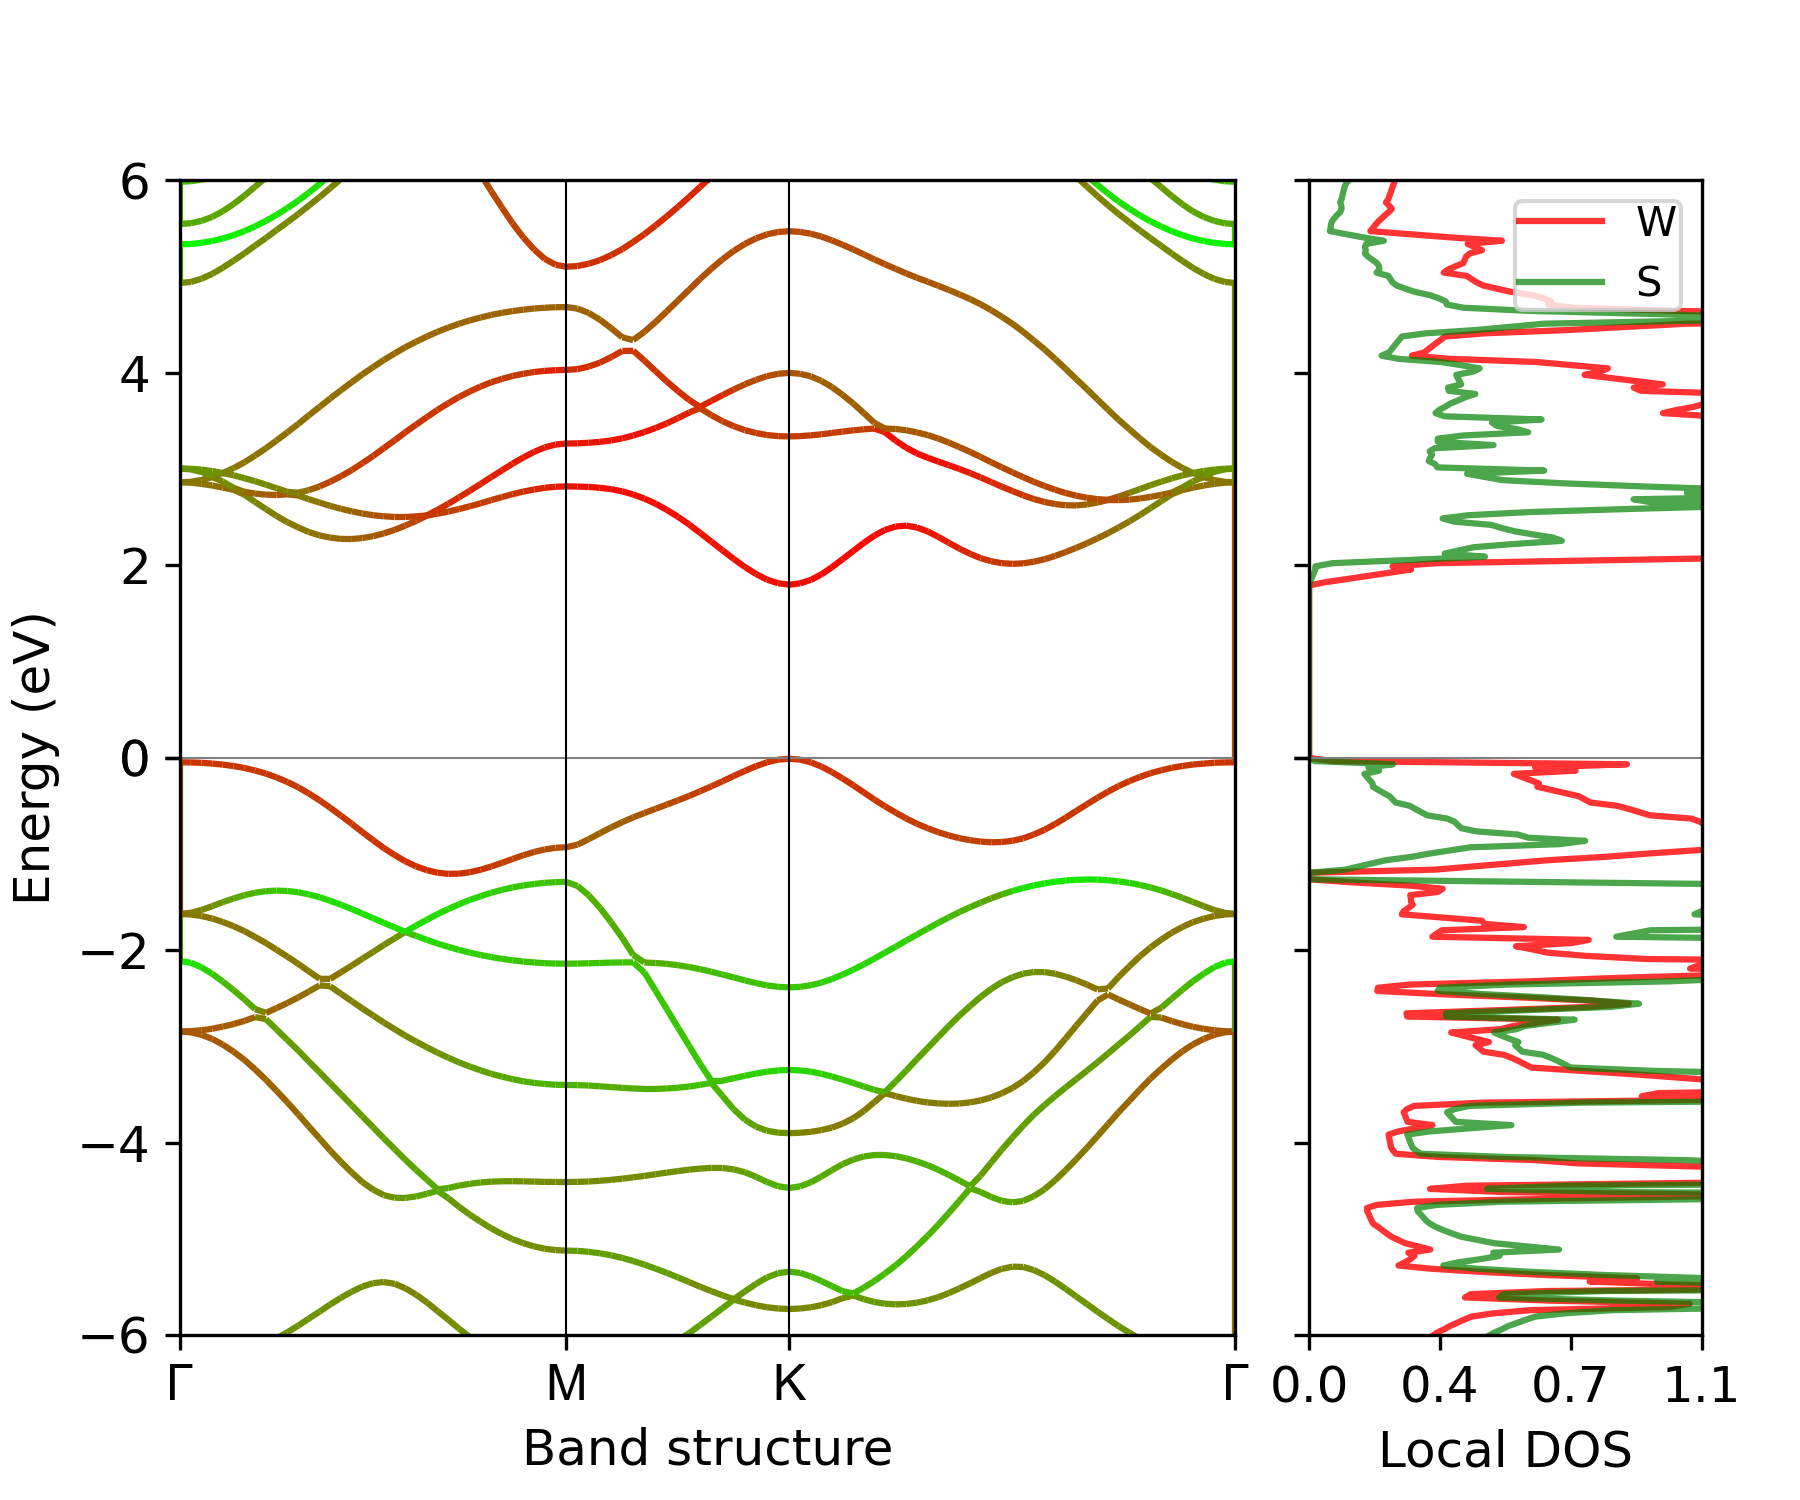 6
4
2
0
−2
−4
−6
Energy (eV)
Γ M K Γ
Band structure
W
S
0.0 0.4 0.7 1.1
Local DOS